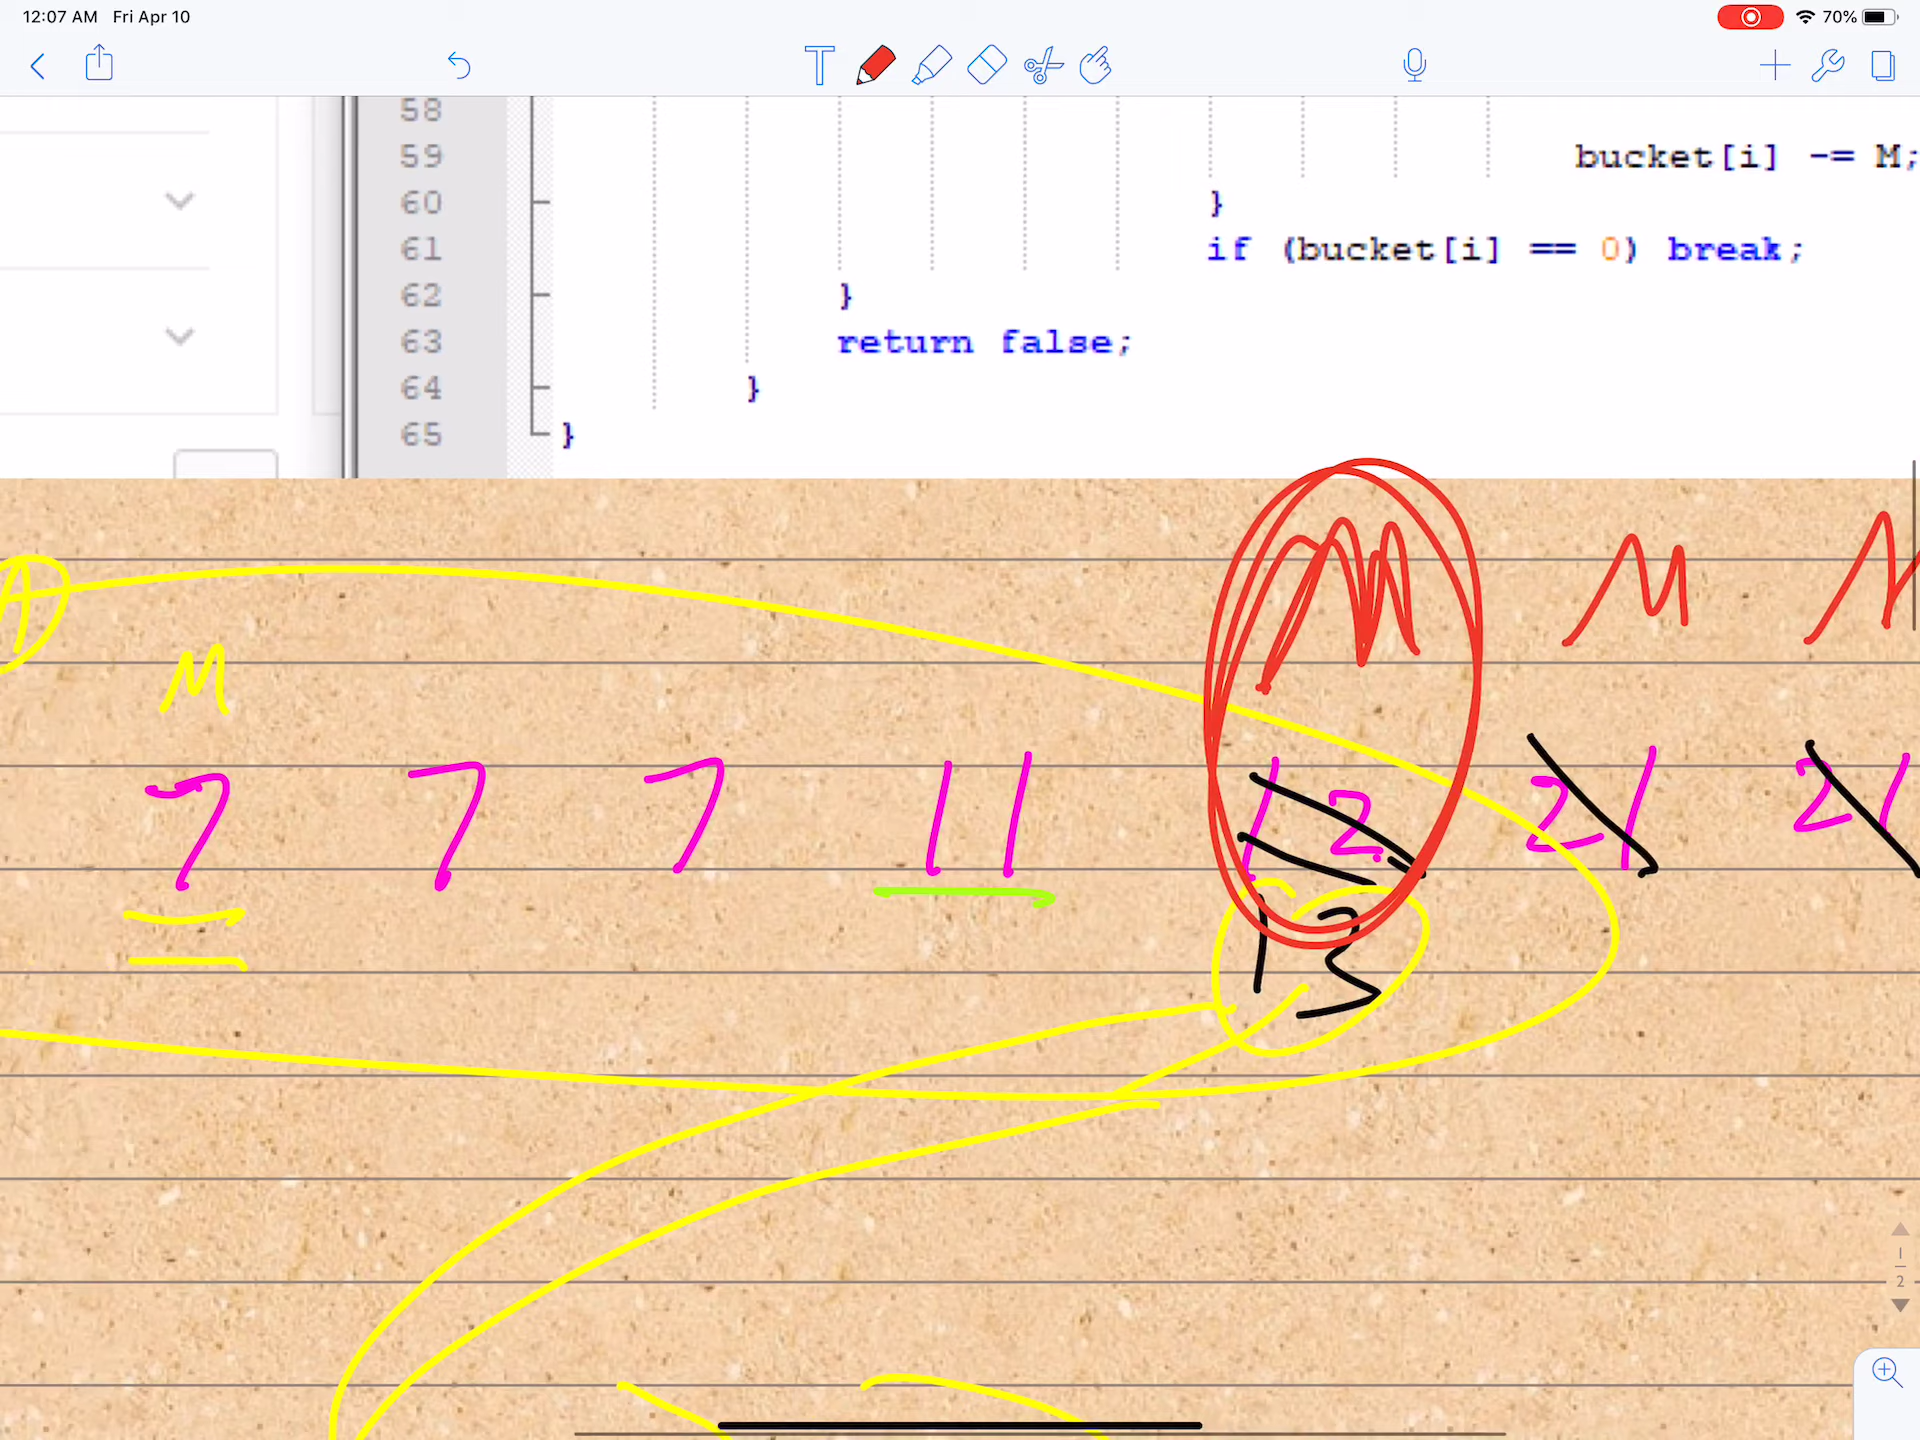 12:07 AM Fri Apr 10
70%
T
58
59 bucket[i] -= M;
60 }
61 if (bucket[i] == 0) break;
62 }
63 return false;
64 }
65 }
A
M M M
M
7 7 7 11 12 21 21
13
1
2